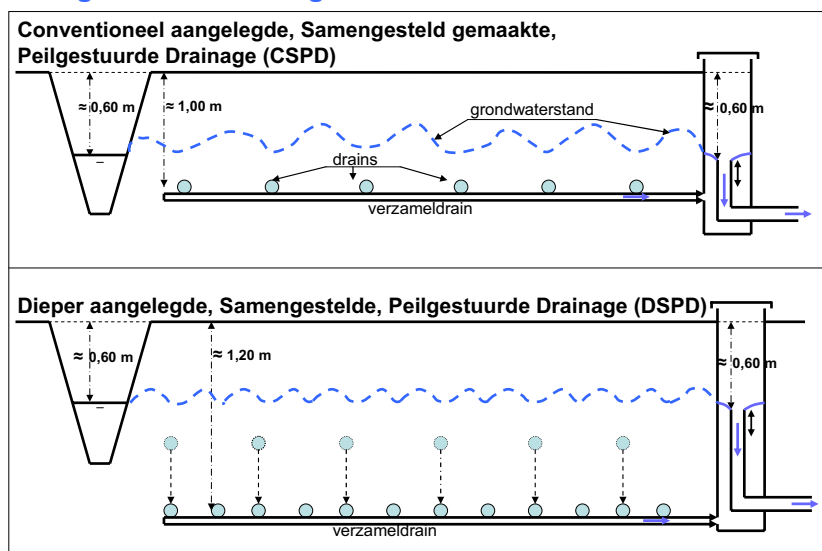 Conventioneel aangelegde, Samengesteld gemaakte,
Peilgestuurde Drainage (CSPD)
≈ 0,60 m
≈ 1,00 m
grondwaterstand
≈ 0,60 m
drains
verzameldrain
Dieper aangelegde, Samengestelde, Peilgestuurde Drainage (DSPD)
≈ 0,60 m
≈ 1,20 m
≈ 0,60 m
verzameldrain